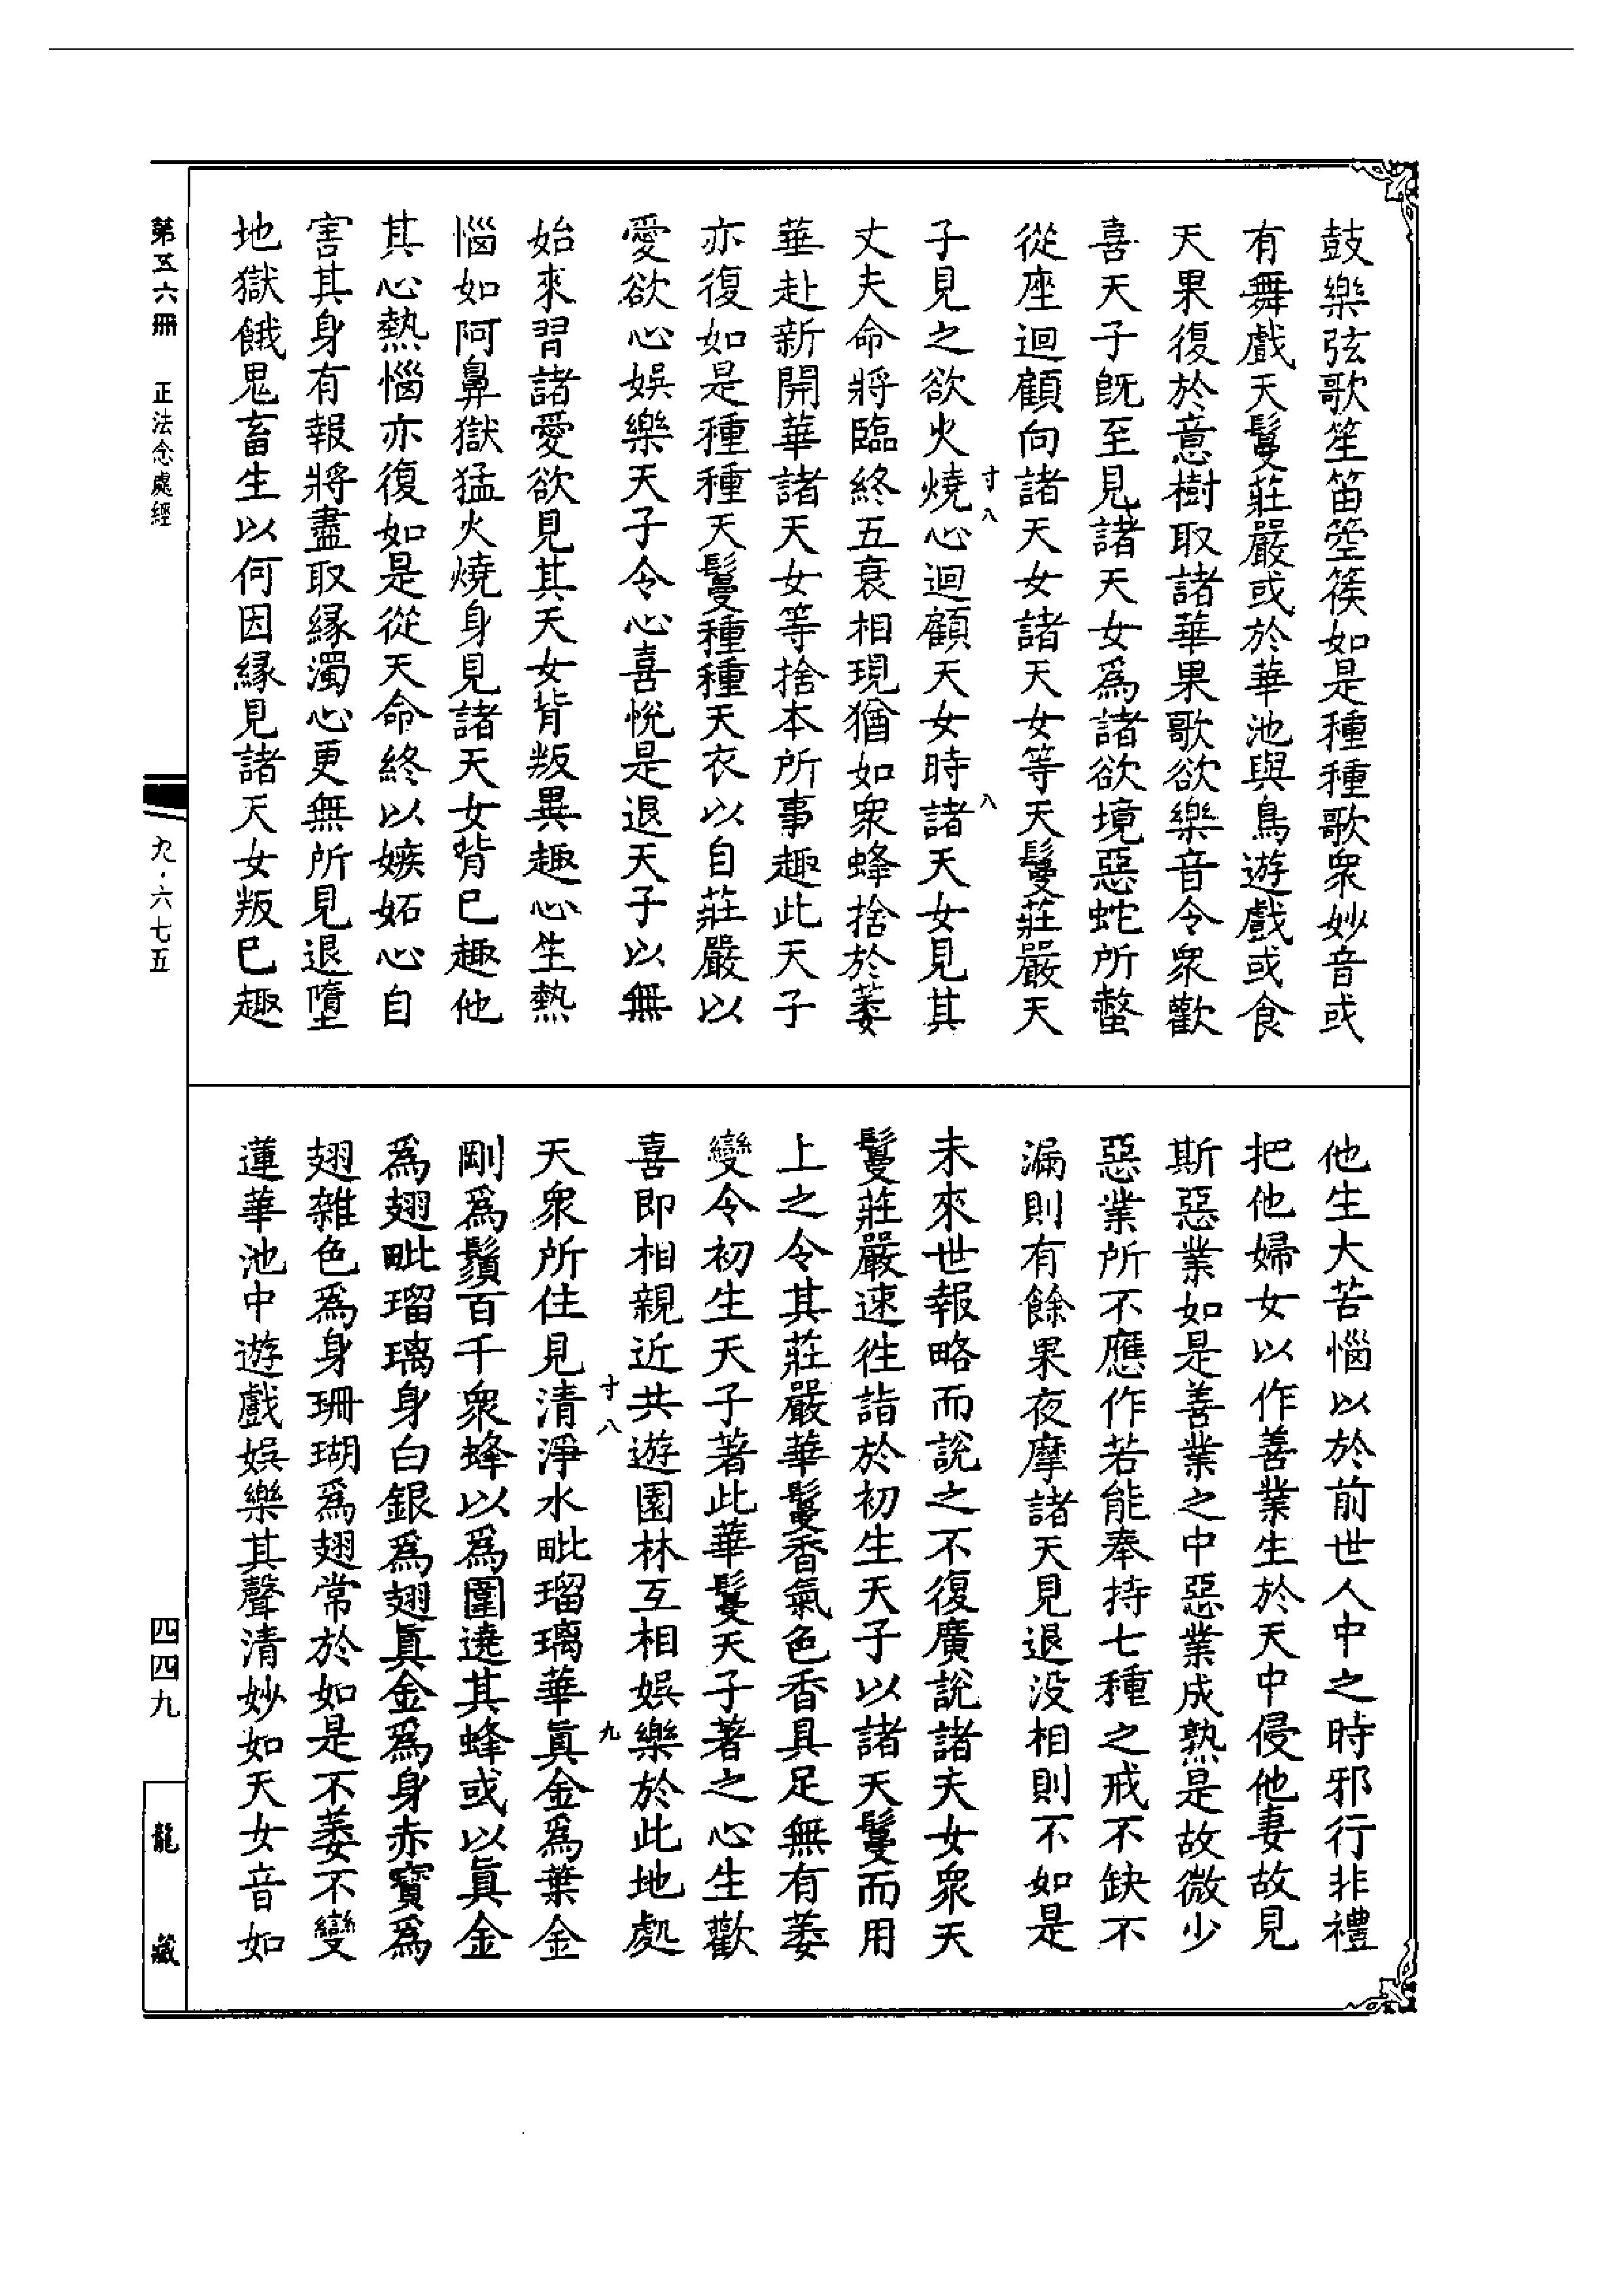 鼓樂弦歌笙笛箜篌如是種種歌衆妙音或
有舞戲天鬘莊嚴或於華池與鳥遊戲或食
天果復於意樹取諸華果歌欲樂音令衆歡
喜天子旣至見諸天女爲諸欲境惡蛇所螫
從座迴顧向諸天女諸天女等天鬘莊嚴天
子見之欲火燒心迴顧天女時諸天女見其
寸八
八
丈夫命將臨終五衰相現猶如衆蜂捨於萎
華赴新開華諸天女等捨本所事趣此天子
亦復如是種種天鬘種種天衣以自莊嚴以
愛欲心娛樂天子令心喜悅是退天子以無
始來習諸愛欲見其天女背叛異趣心生熱
惱如阿鼻獄猛火燒身見諸天女背已趣他
其心熱惱亦復如是從天命終以嫉妬心自
害其身有報將盡取緣濁心更無所見退墮
地獄餓鬼畜生以何因緣見諸天女叛已趣
他生大苦惱以於前世人中之時邪行非禮
把他婦女以作善業生於天中侵他妻故見
斯惡業如是善業之中惡業成熟是故微少
惡業所不應作若能奉持七種之戒不缺不
漏則有餘果夜摩諸天見退没相則不如是
未來世報略而說之不復廣說諸天女衆天
鬘莊嚴速往詣於初生天子以諸天鬘而用
上之令其莊嚴華鬘香氣色香具足無有萎
變令初生天子著此華鬘天子著之心生歡
喜即相親近共遊園林互相娛樂於此地處
寸八
九
天衆所住見清淨水毗瑠璃華眞金爲葉金
剛爲鬚百千衆蜂以爲圍遶其蜂或以眞金
爲翅毗瑠璃身白銀爲翅眞金爲身赤寶爲
翅雜色爲身珊瑚爲翅常於如是不萎不變
蓮華池中遊戲娛樂其聲清妙如天女音如
第五六冊 正法念處經
九·六七五
四四九
龍藏